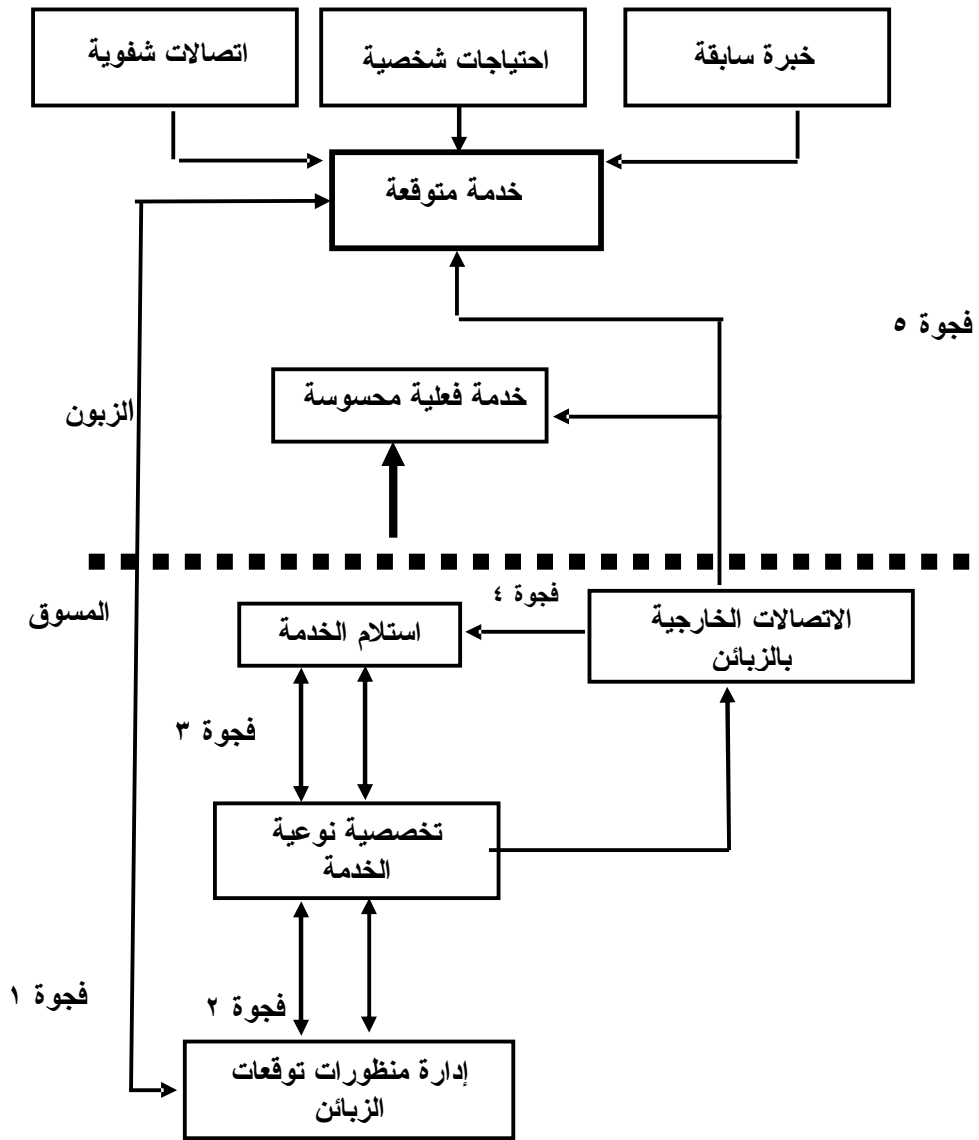 خبرة سابقة
احتياجات شخصية
اتصالات شفوية
خدمة متوقعة
فجوة ٥
خدمة فعلية محسوسة
الزبون
المسوق
فجوة ٤
الاتصالات الخارجية
بالزبائن
استلام الخدمة
فجوة ٣
تخصصية نوعية
الخدمة
فجوة ٢
فجوة ١
إدارة منظورات توقعات
الزبائن